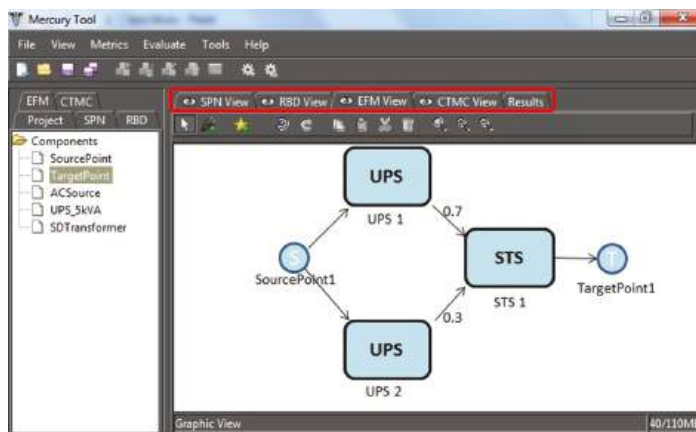 Mercury Tool
File View Metrics Evaluate Tools Help
EFM CTMC
Project SPN RBD
Components
SourcePoint
TargetPoint
ACSource
UPS_5kVA
SDTransformer
SPN View RBD View EFM View CTMC View Results
UPS
UPS 1
0.7
S
SourcePoint1
STS
STS 1
T
TargetPoint1
0.3
UPS
UPS 2
Graphic View
40/110M